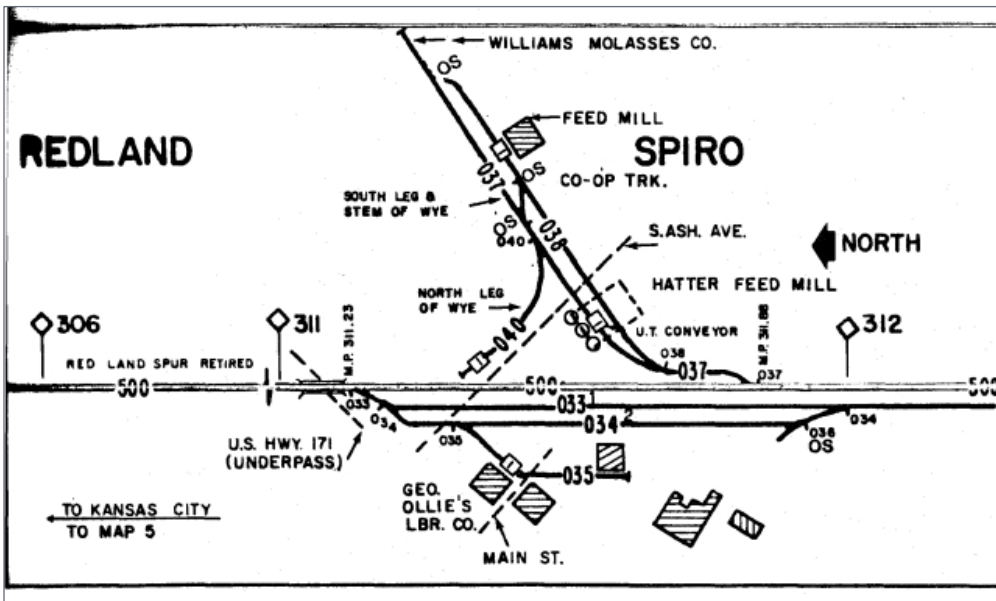 WILLIAMS MOLASSES CO.
OS
FEED MILL
REDLAND
SPIRO
037
OS
CO-OP TRK.
SOUTH LEG &
STEM OF WYE
OS
040
038
S. ASH. AVE.
NORTH
HATTER FEED MILL
NORTH LEG
OF WYE
306
311
M.P. 311.23
040
U.T. CONVEYOR
M.P. 311.88
312
RED LAND SPUR RETIRED
038
037
037
500
500
500
033
033
1
034
034
2
034
035
036
OS
U.S. HWY. 171
(UNDERPASS)
035
GEO.
OLLIE'S
LBR. CO.
TO KANSAS CITY
TO MAP 5
MAIN ST.